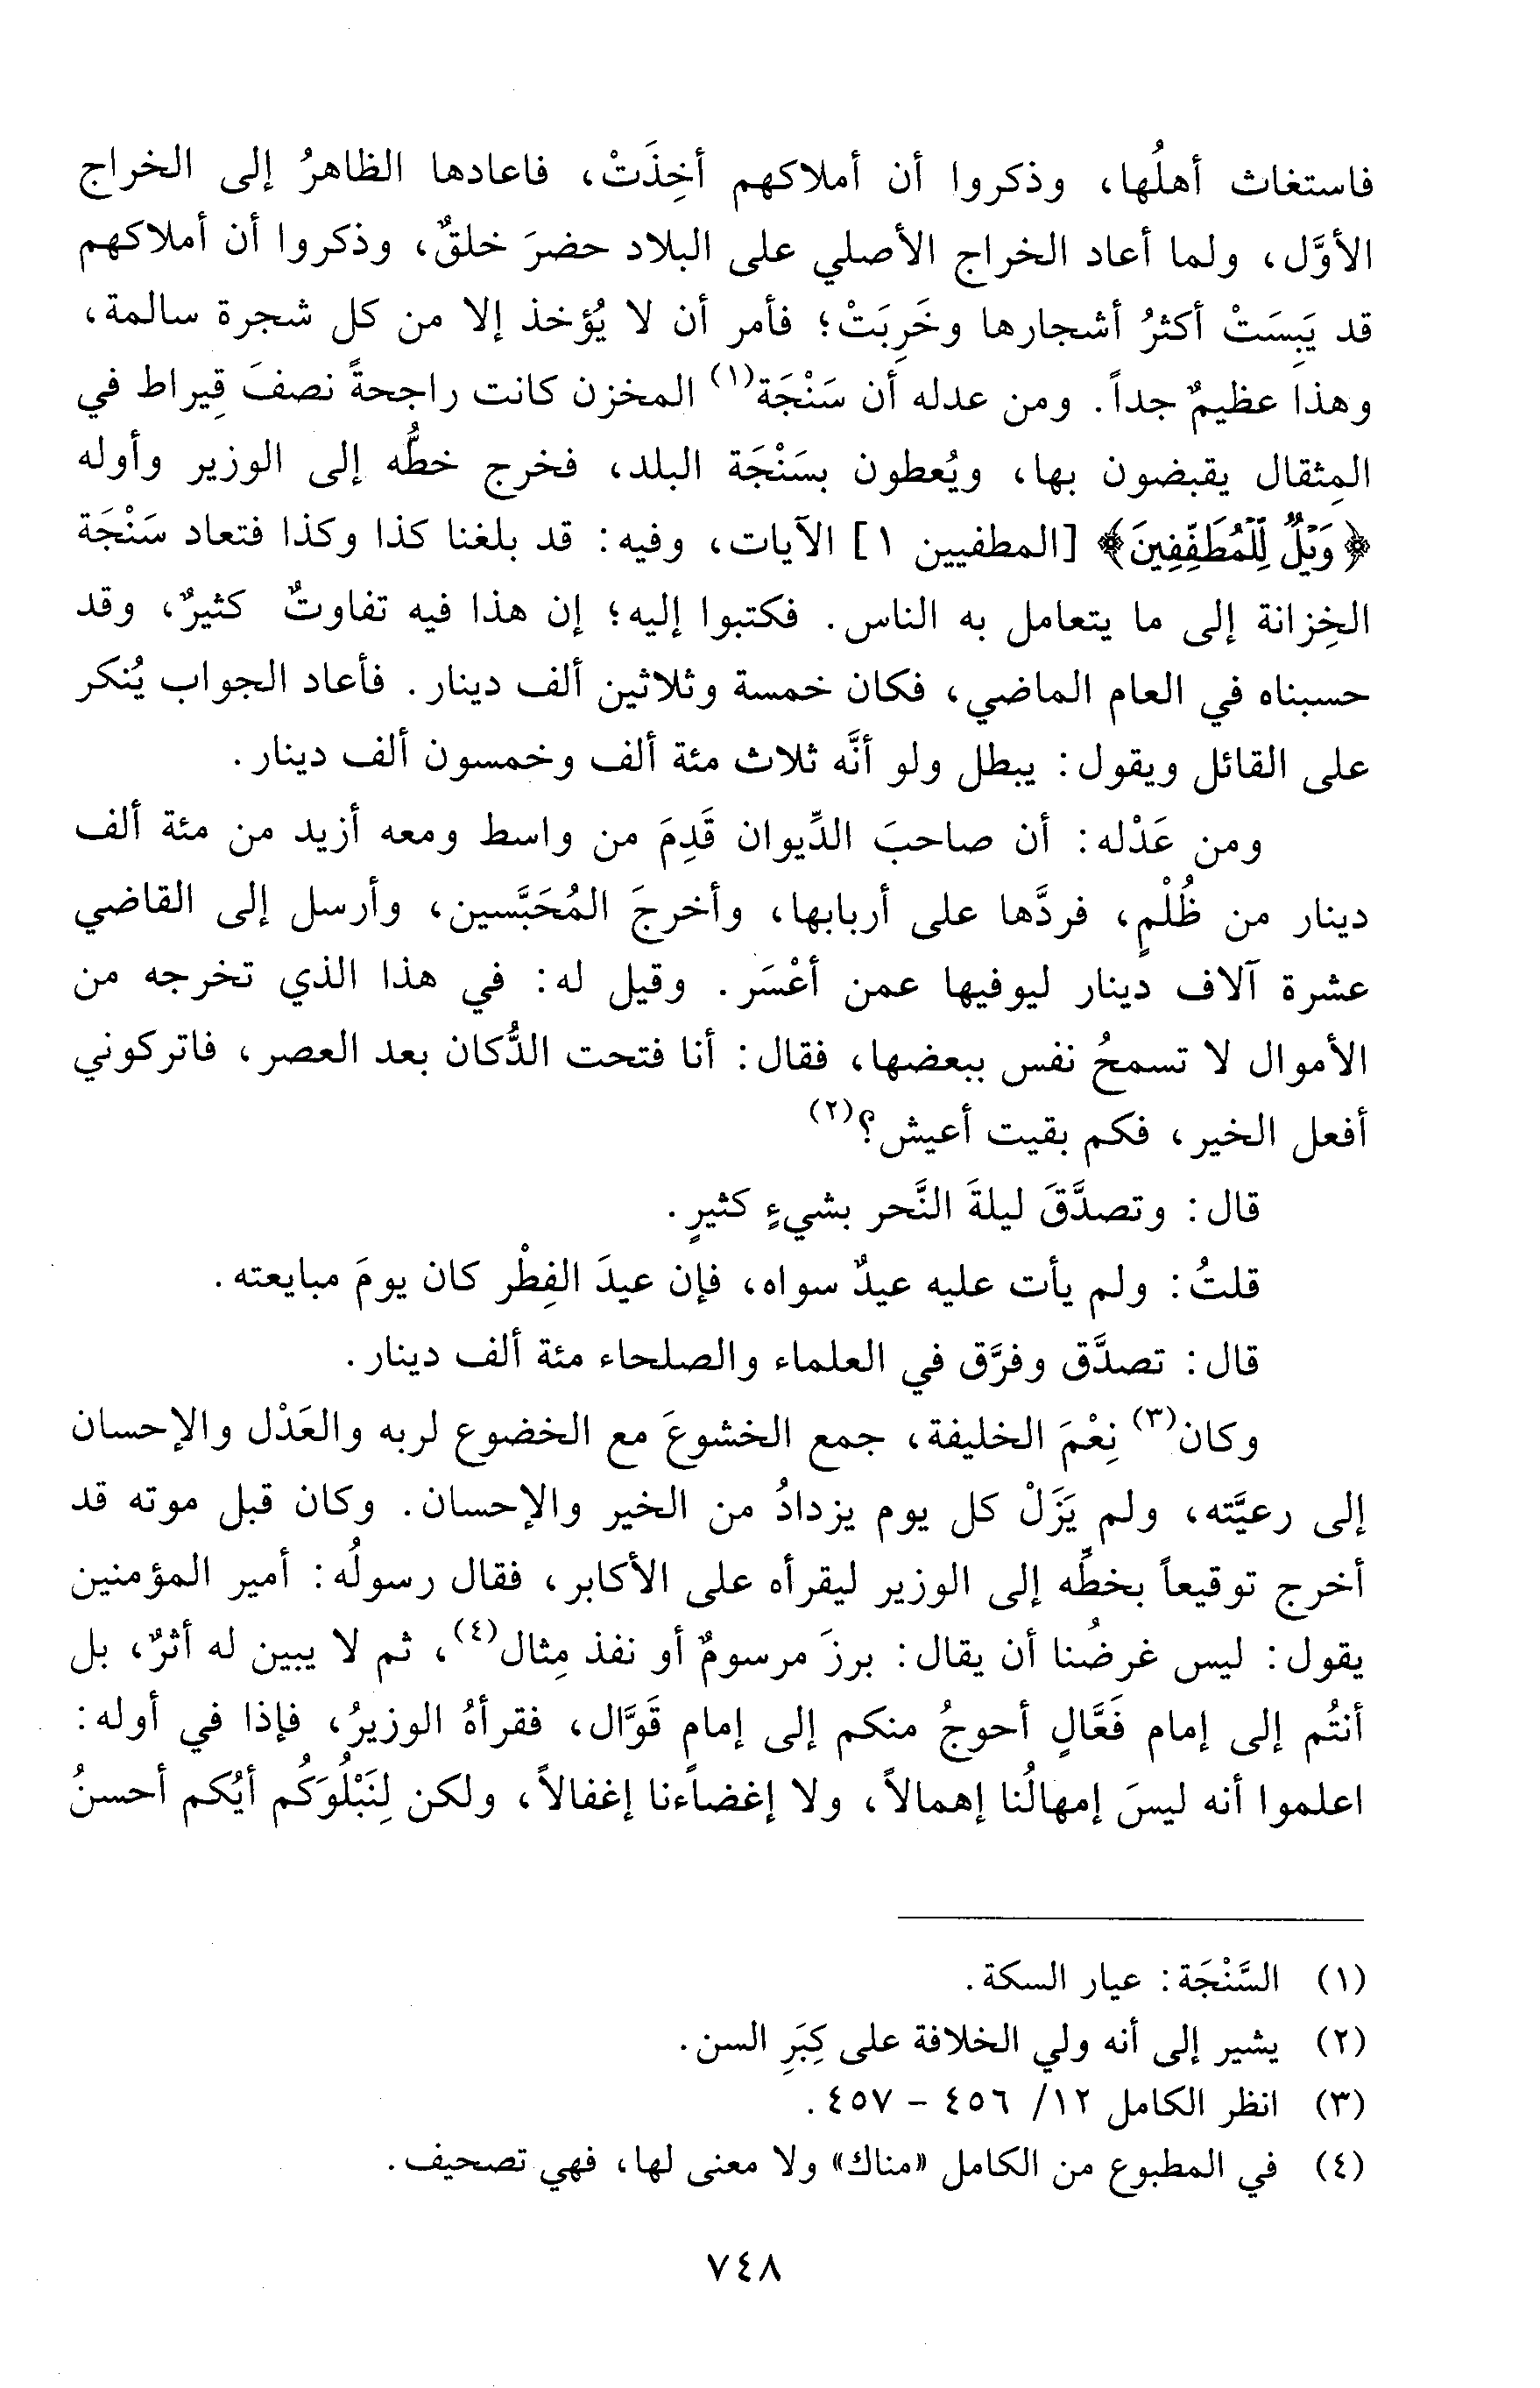 فاستغاث أهلُها، وذكروا أن أملاكهم أخِذَتْ، فاعادها الظاهرُ إلى الخراج
الأوَّل، ولما أعاد الخراج الأصلي على البلاد حضرَ خلقٌ، وذكروا أن أملاكهم
قد يَبِسَتْ أكثرُ أشجارها وخَرِبَتْ؛ فأمر أن لا يُؤخذ إلا من كل شجرة سالمة،
وهذا عظيمٌ جداً. ومن عدله أن سَنْجَة(١) المخزن كانت راجحةً نصفَ قِيراط في
المِثقال يقبضون بها، ويُعطون بسَنْجَة البلد، فخرج خطُّه إلى الوزير وأوله
﴿وَيْلٌ لِّلْمُطَفِّفِينَ﴾ [المطفيين ١] الآيات، وفيه: قد بلغنا كذا وكذا فتعاد سَنْجَة
الخِزانة إلى ما يتعامل به الناس. فكتبوا إليه؛ إن هذا فيه تفاوتٌ كثيرٌ، وقد
حسبناه في العام الماضي، فكان خمسة وثلاثين ألف دينار. فأعاد الجواب يُنكر
على القائل ويقول: يبطل ولو أنَّه ثلاث مئة ألف وخمسون ألف دينار.
ومن عَدْله: أن صاحبَ الدِّيوان قَدِمَ من واسط ومعه أزيد من مئة ألف
دينار من ظُلْمٍ، فردَّها على أربابها، وأخرجَ المُحَبَّسين، وأرسل إلى القاضي
عشرة آلاف دينار ليوفيها عمن أعْسَر. وقيل له: في هذا الذي تخرجه من
الأموال لا تسمحُ نفس ببعضها، فقال: أنا فتحت الدُّكان بعد العصر، فاتركوني
أفعل الخير، فكم بقيت أعيش؟(٢)
قال: وتصدَّقَ ليلةَ النَّحر بشيءٍ كثيرٍ.
قلتُ: ولم يأت عليه عيدٌ سواه، فإن عيدَ الفِطْر كان يومَ مبايعته.
قال: تصدَّق وفرَّق في العلماء والصلحاء مئة ألف دينار.
وكان(٣) نِعْمَ الخليفة، جمع الخشوعَ مع الخضوع لربه والعَدْل والإحسان
إلى رعيَّته، ولم يَزَلْ كل يوم يزدادُ من الخير والإحسان. وكان قبل موته قد
أخرج توقيعاً بخطِّه إلى الوزير ليقرأه على الأكابر، فقال رسولُه: أمير المؤمنين
يقول: ليس غرضُنا أن يقال: برزَ مرسومٌ أو نفذ مِثال(٤)، ثم لا يبين له أثرٌ، بل
أنتُم إلى إمام فَعَّالٍ أحوجُ منكم إلى إمامٍ قَوَّال، فقرأهُ الوزيرُ، فإذا في أوله:
اعلموا أنه ليسَ إمهالُنا إهمالاً، ولا إغضاءنا إغفالاً، ولكن لِنَبْلُوَكُم أيُكم أحسنُ
(١) السَّنْجَة: عيار السكة.
(٢) يشير إلى أنه ولي الخلافة على كِبَرِ السن.
(٣) انظر الكامل ١٢/ ٤٥٦ - ٤٥٧.
(٤) في المطبوع من الكامل «مناك» ولا معنى لها، فهي تصحيف.
٧٤٨